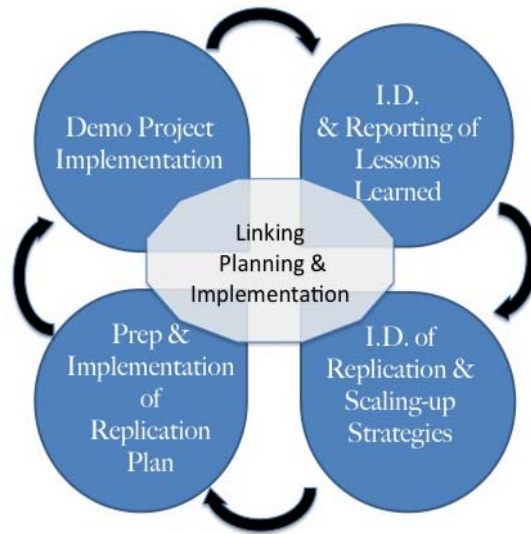 Demo Project
Implementation
I.D.
& Reporting of
Lessons
Learned
Linking
Planning &
Implementation
Prep &
Implementation
of
Replication
Plan
I.D. of
Replication &
Scaling-up
Strategies